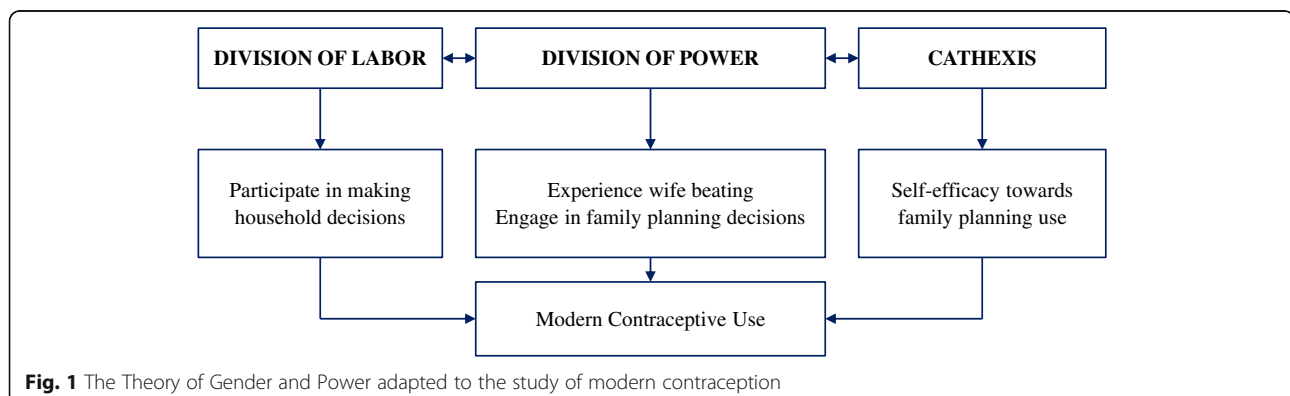 DIVISION OF LABOR
DIVISION OF POWER
CATHEXIS
Participate in making
household decisions
Experience wife beating
Engage in family planning decisions
Self-efficacy towards
family planning use
Modern Contraceptive Use
Fig. 1 The Theory of Gender and Power adapted to the study of modern contraception